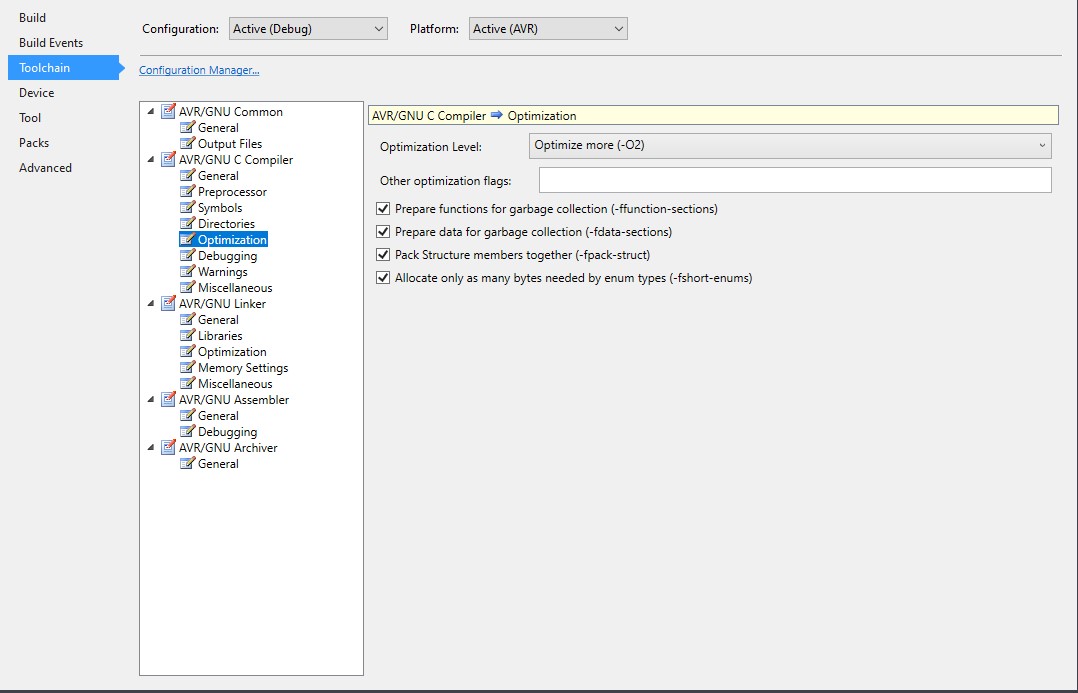 Build
Build Events
Toolchain
Device
Tool
Packs
Advanced
Configuration: Active (Debug) Platform: Active (AVR)
Configuration Manager...
AVR/GNU Common
General
Output Files
AVR/GNU C Compiler
General
Preprocessor
Symbols
Directories
Optimization
Debugging
Warnings
Miscellaneous
AVR/GNU Linker
General
Libraries
Optimization
Memory Settings
Miscellaneous
AVR/GNU Assembler
General
Debugging
AVR/GNU Archiver
General
AVR/GNU C Compiler ➡ Optimization
Optimization Level: Optimize more (-O2)
Other optimization flags:
Prepare functions for garbage collection (-ffunction-sections)
Prepare data for garbage collection (-fdata-sections)
Pack Structure members together (-fpack-struct)
Allocate only as many bytes needed by enum types (-fshort-enums)